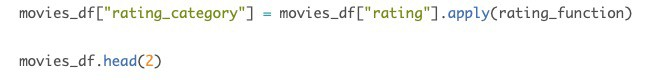 movies_df["rating_category"] = movies_df["rating"].apply(rating_function)
movies_df.head(2)